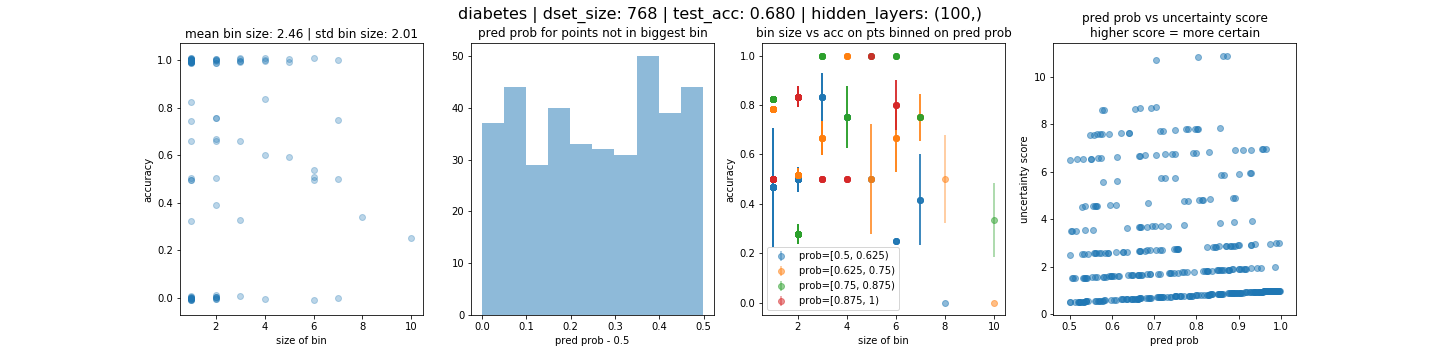 diabetes | dset_size: 768 | test_acc: 0.680 | hidden_layers: (100,)
mean bin size: 2.46 | std bin size: 2.01
accuracy
1.0
0.8
0.6
0.4
0.2
0.0
2 4 6 8 10
size of bin
pred prob for points not in biggest bin
50
40
30
20
10
0
0.0 0.1 0.2 0.3 0.4 0.5
pred prob - 0.5
bin size vs acc on pts binned on pred prob
accuracy
1.0
0.8
0.6
0.4
0.2
0.0
prob=[0.5, 0.625)
prob=[0.625, 0.75)
prob=[0.75, 0.875)
prob=[0.875, 1)
2 4 6 8 10
size of bin
pred prob vs uncertainty score
higher score = more certain
uncertainty score
10
8
6
4
2
0
0.5 0.6 0.7 0.8 0.9 1.0
pred prob